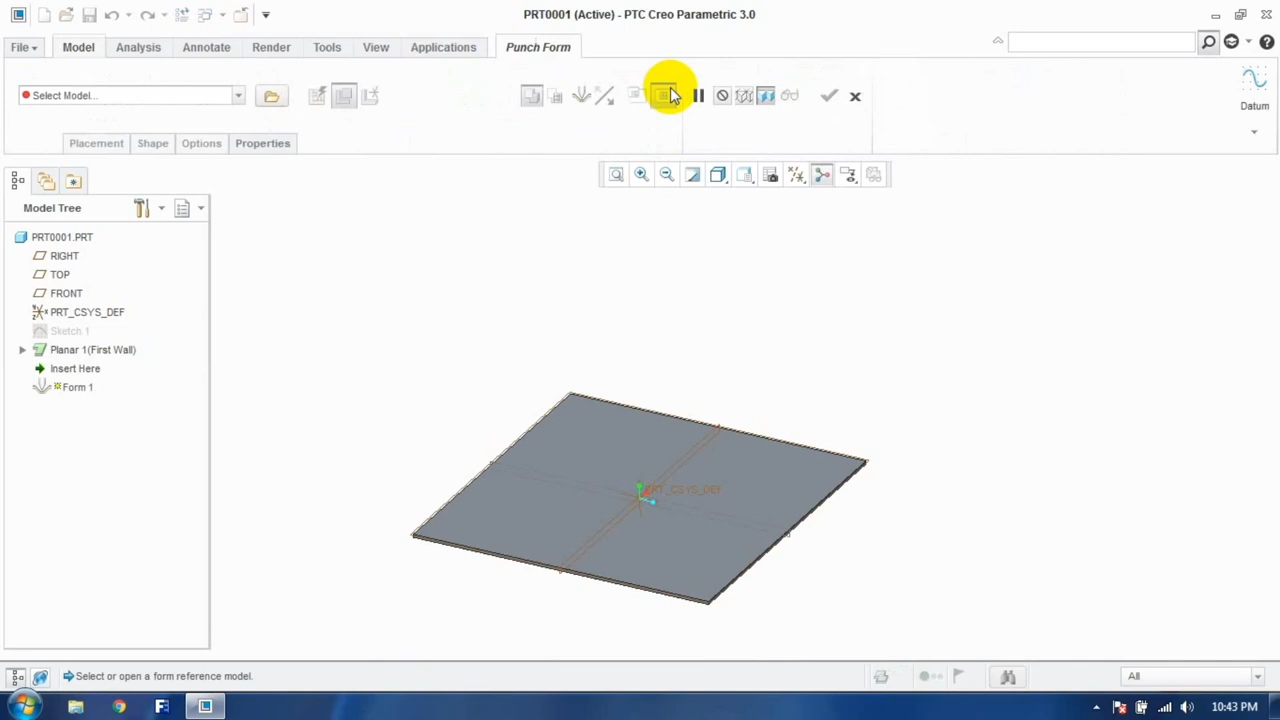 PRT0001 (Active) - PTC Creo Parametric 3.0
File Model Analysis Annotate Render Tools View Applications Punch Form
Select Model...
Datum
Placement Shape Options Properties
Model Tree
PRT0001.PRT
RIGHT
TOP
FRONT
PRT_CSYS_DEF
Sketch 1
Planar 1(First Wall)
Insert Here
Form 1
PRT_CSYS_DEF
Select or open a form reference model.
All
10:43 PM